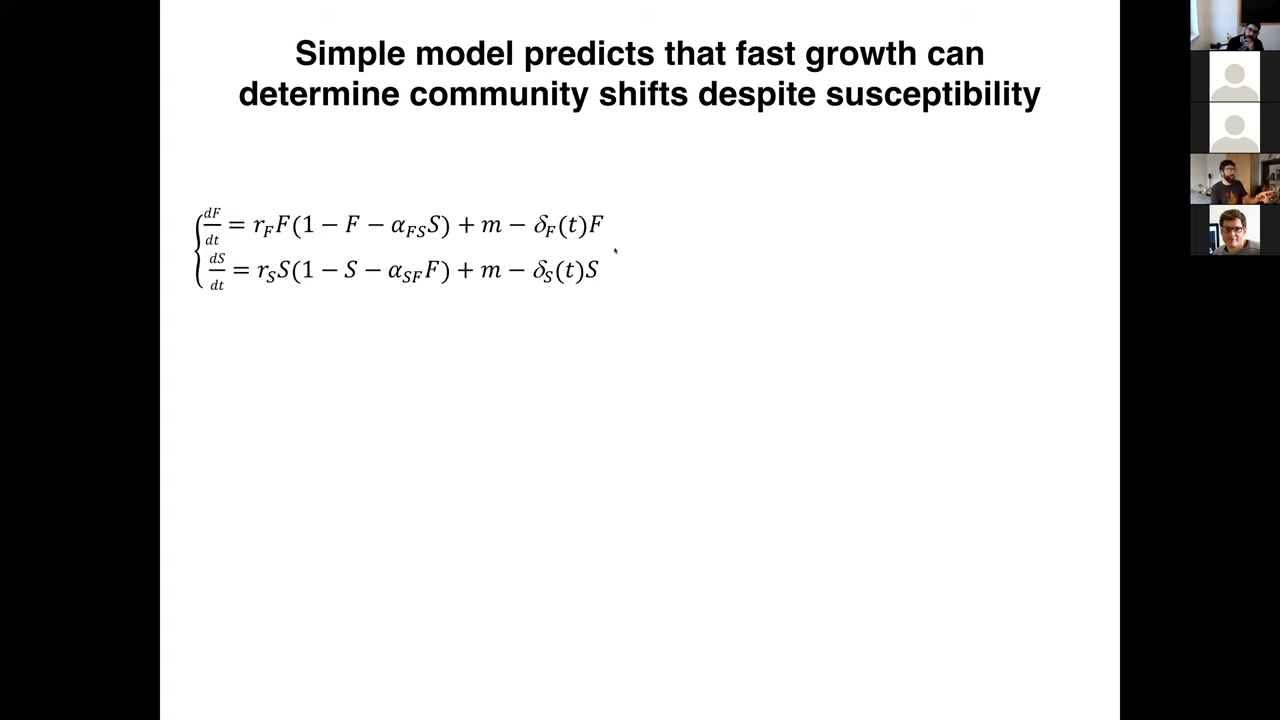 Simple model predicts that fast growth can
determine community shifts despite susceptibility
dF/dt = r_F F(1 − F − α_FS S) + m − δ_F(t)F
dS/dt = r_S S(1 − S − α_SF F) + m − δ_S(t)S